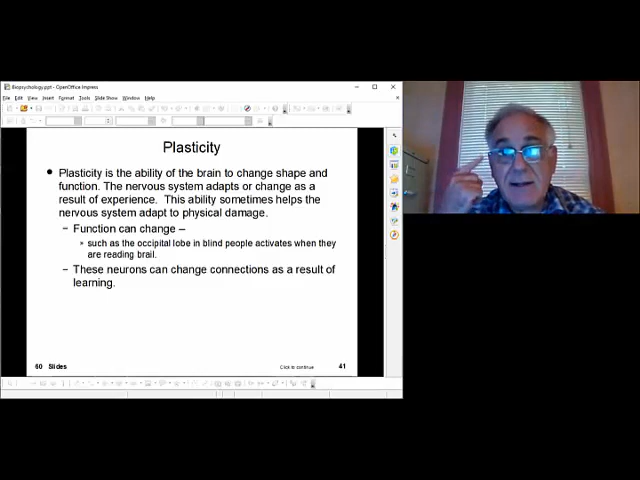 Biopsychology.ppt - OpenOffice Impress
File Edit View Insert Format Tools Slide Show Window Help
Plasticity
• Plasticity is the ability of the brain to change shape and
function. The nervous system adapts or change as a
result of experience. This ability sometimes helps the
nervous system adapt to physical damage.
– Function can change –
» such as the occipital lobe in blind people activates when they
are reading brail.
– These neurons can change connections as a result of
learning.
60 Slides
Click to continue
41